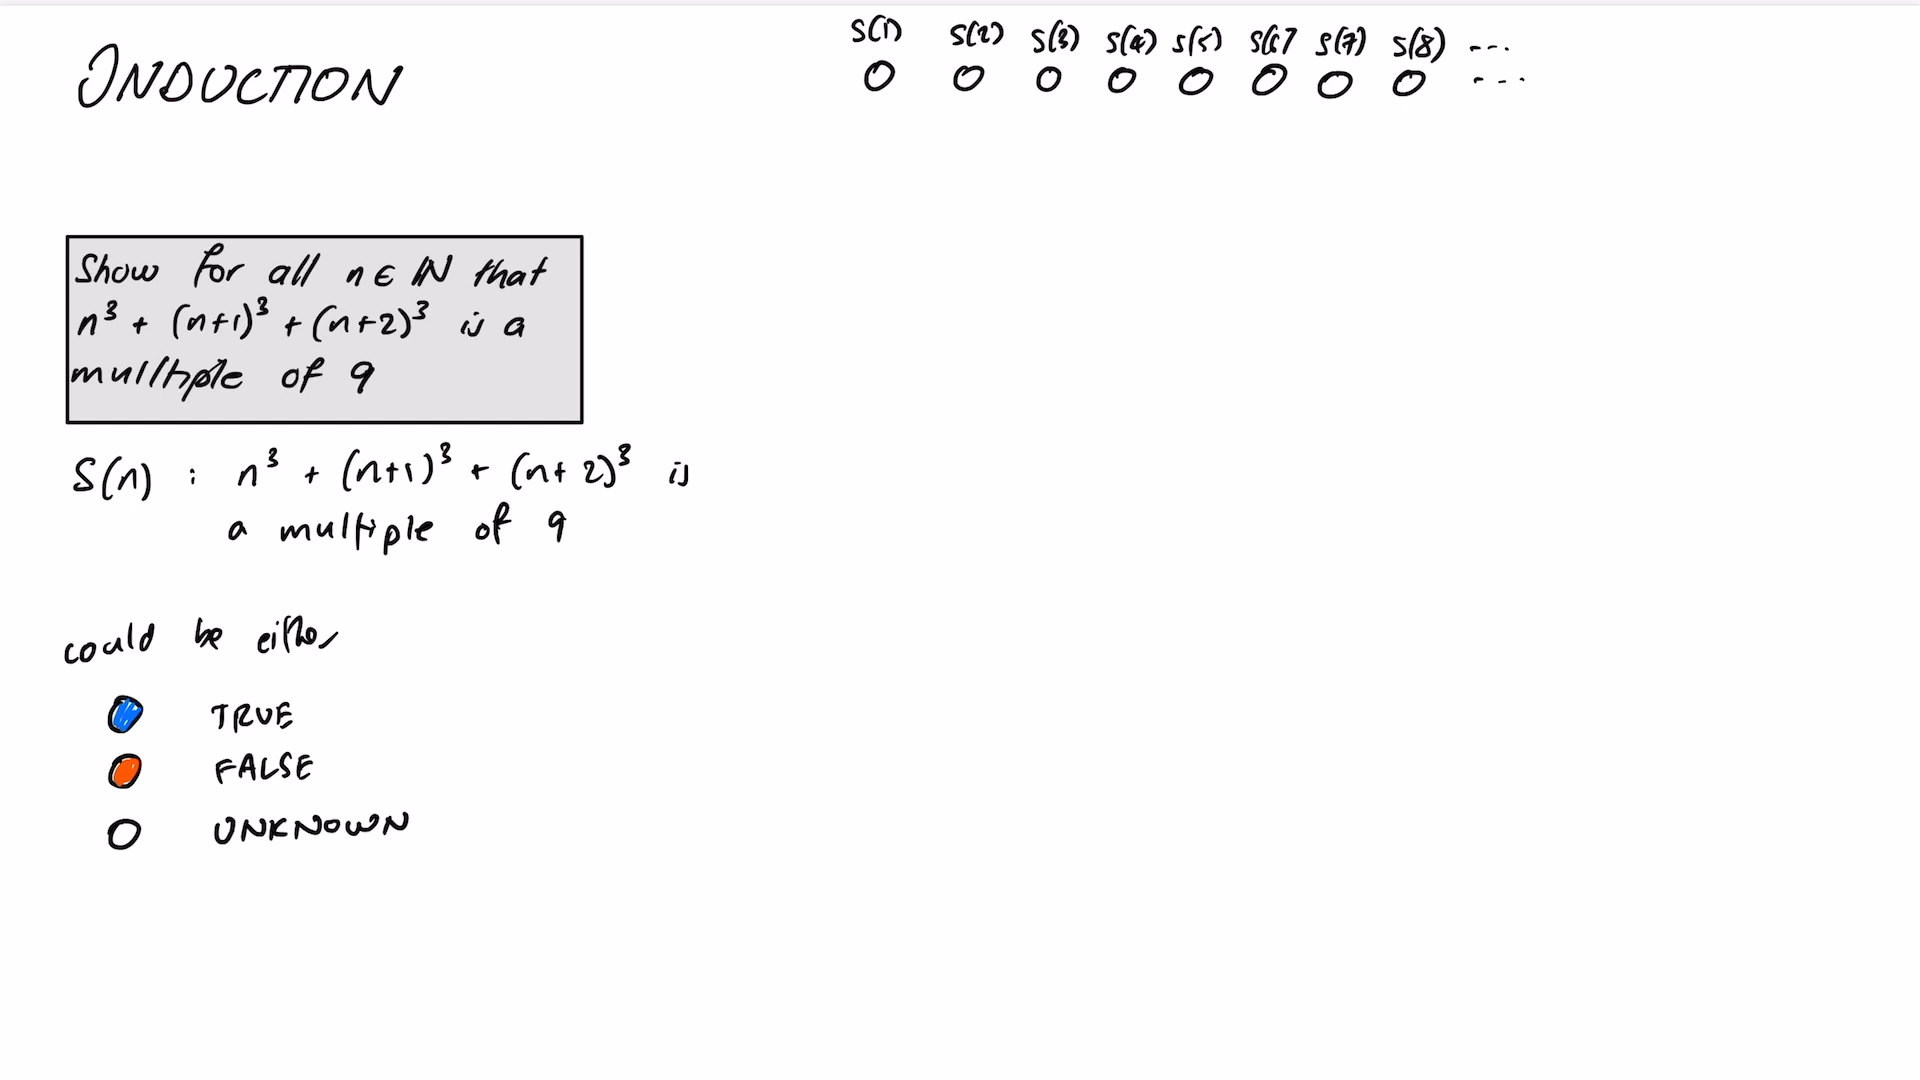 INDUCTION
S(1) S(2) S(3) S(4) S(5) S(6) S(7) S(8) ---
Show for all n ∈ ℕ that
n³ + (n+1)³ + (n+2)³ is a
multiple of 9
S(n) : n³ + (n+1)³ + (n+2)³ is
a multiple of 9
could be either
TRUE
FALSE
UNKNOWN